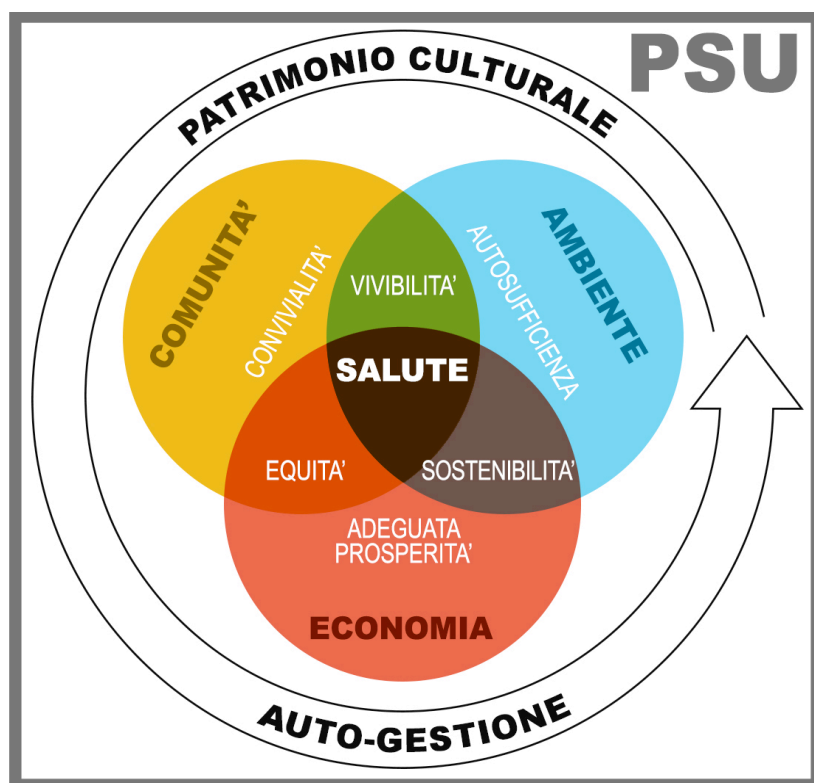 PSU
PATRIMONIO CULTURALE
COMUNITA'
CONVIVIALITA'
VIVIBILITA'
AMBIENTE
AUTOSUFFICIENZA
SALUTE
EQUITA'
SOSTENIBILITA'
ADEGUATA
PROSPERITA'
ECONOMIA
AUTO-GESTIONE